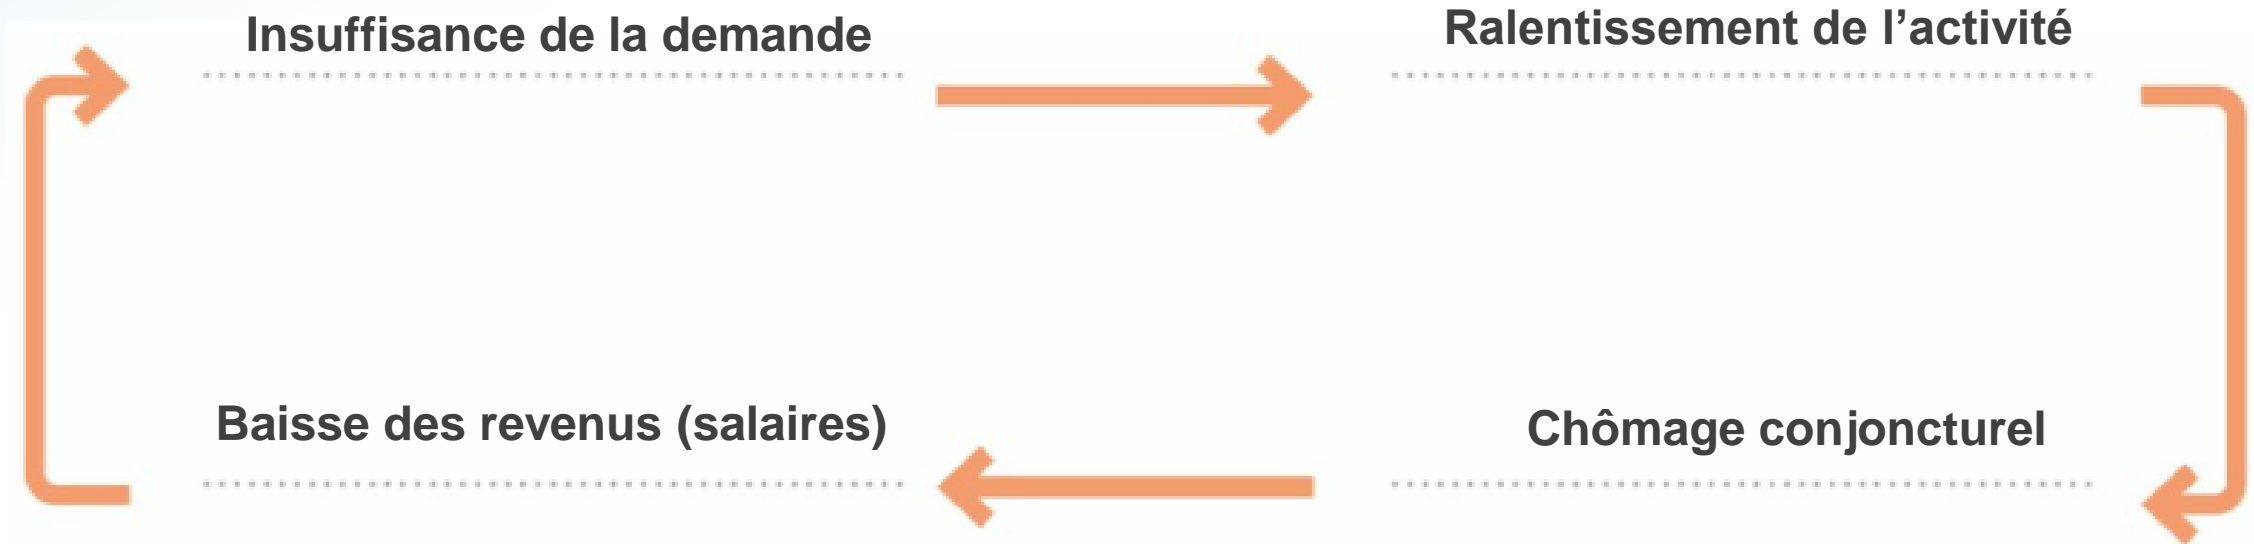 Insuffisance de la demande
Ralentissement de l’activité
Baisse des revenus (salaires)
Chômage conjoncturel